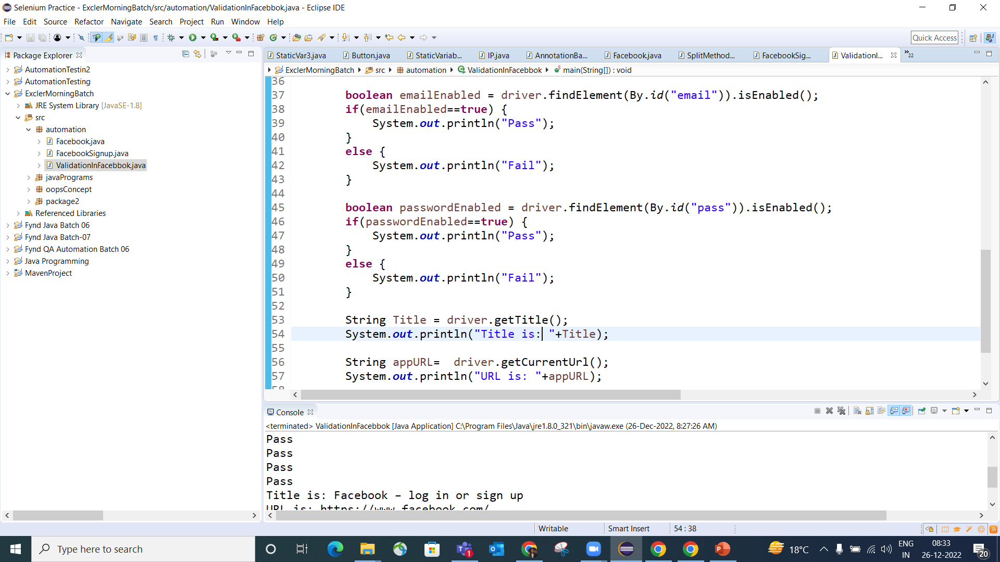 Selenium Practice - ExclerMorningBatch/src/automation/ValidationInFacebbok.java - Eclipse IDE
File Edit Source Refactor Navigate Search Project Run Window Help
Quick Access
Package Explorer
AutomationTestin2
AutomationTesting
ExclerMorningBatch
JRE System Library [JavaSE-1.8]
src
automation
Facebook.java
FacebookSignup.java
ValidationInFacebbok.java
javaPrograms
oopsConcept
package2
Referenced Libraries
Fynd Java Batch 06
Fynd Java Batch-07
Fynd QA Automation Batch 06
Java Programming
MavenProject
StaticVar3.java Button.java StaticVariab... IP.java AnnotationBa... Facebook.java SplitMethod... FacebookSig... ValidationI... »22
ExclerMorningBatch src automation ValidationInFacebbok main(String[]) : void
36
37 boolean emailEnabled = driver.findElement(By.id("email")).isEnabled();
38 if(emailEnabled==true) {
39 System.out.println("Pass");
40 }
41 else {
42 System.out.println("Fail");
43 }
44
45 boolean passwordEnabled = driver.findElement(By.id("pass")).isEnabled();
46 if(passwordEnabled==true) {
47 System.out.println("Pass");
48 }
49 else {
50 System.out.println("Fail");
51 }
52
53 String Title = driver.getTitle();
54 System.out.println("Title is: "+Title);
55
56 String appURL=  driver.getCurrentUrl();
57 System.out.println("URL is: "+appURL);
58
Console
<terminated> ValidationInFacebbok [Java Application] C:\Program Files\Java\jre1.8.0_321\bin\javaw.exe (26-Dec-2022, 8:27:26 AM)
Pass
Pass
Pass
Pass
Title is: Facebook – log in or sign up
URL is: https://www.facebook.com/
Writable Smart Insert 54 : 38
Type here to search
1
18°C
ENG
IN
08:33
26-12-2022
20